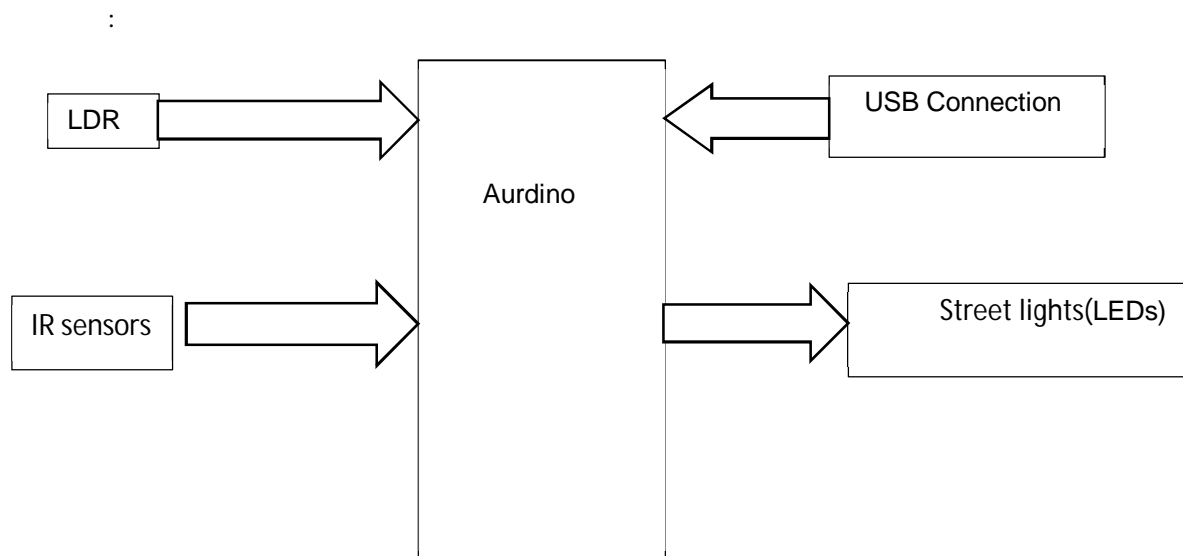 :
LDR
USB Connection
Aurdino
IR sensors
Street lights(LEDs)